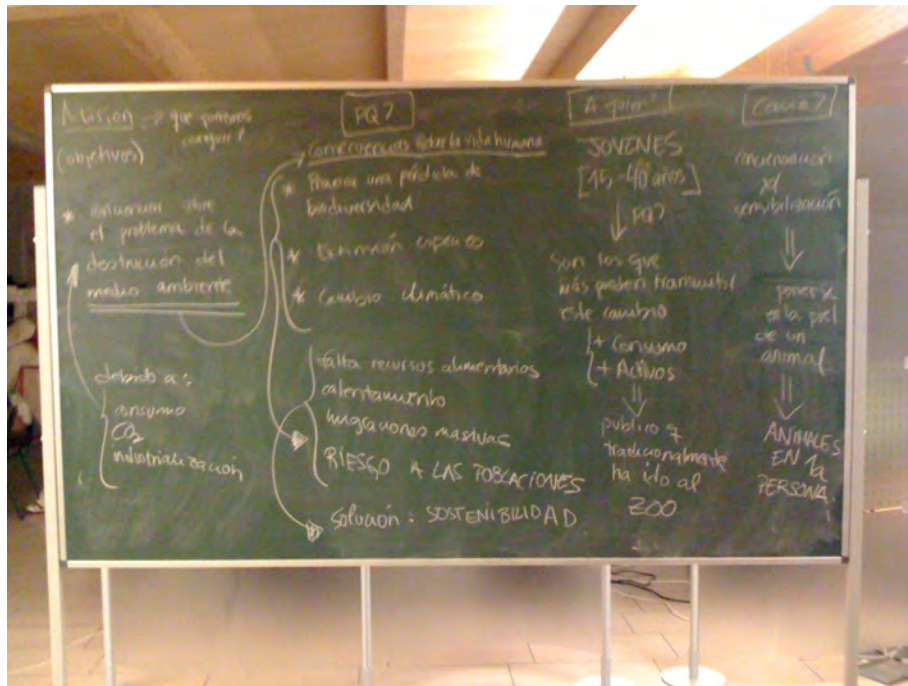 Misión → que queremos
conseguir?
(objetivos)
* concienciar sobre
el problema de la
destrucción del
medio ambiente
debido a:
consumo
CO2
industrialización
PQ?
Consecuencias sobre la vida humana
* Provoca una pérdida de
biodiversidad
* Extinción especies
* Cambio climático
falta recursos alimentarios
calentamiento
migraciones masivas
RIESGO A LAS POBLACIONES
Solución: SOSTENIBILIDAD
A quien?
JOVENES
[15-40 años]
↓ PQ?
son los que
más pueden transmitir
este cambio
+ Consumo
+ Activos
⇓
publico q
tradicionalmente
ha ido al
ZOO
Como?
concienciación
y/
sensibilización
⇓
ponerse
en la piel
de un
animal
⇓
ANIMALES
EN 1a
PERSONA